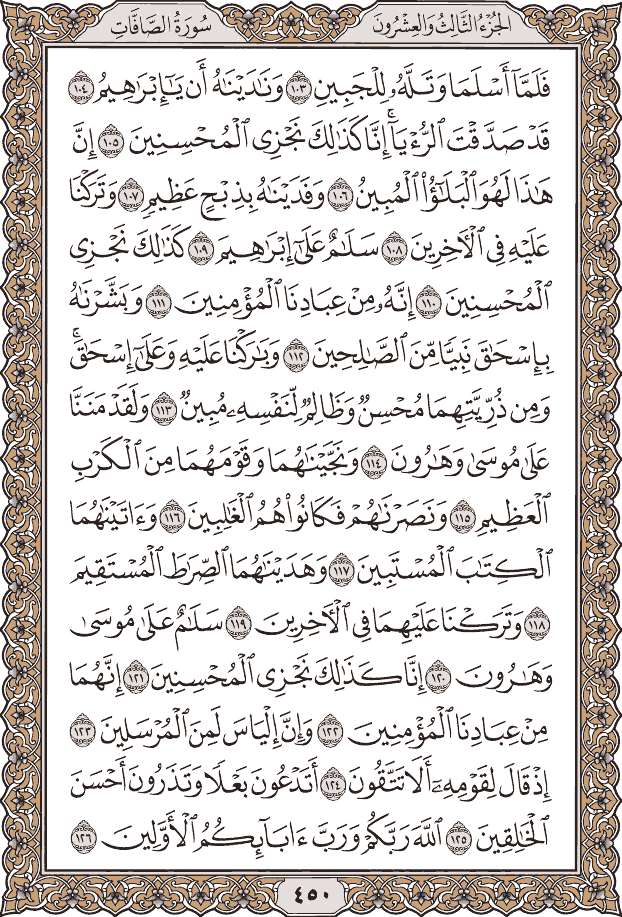 الجزء الثالث والعشرون سورة الصافات
فَلَمَّآ أَسْلَمَا وَتَلَّهُۥ لِلْجَبِينِ ١٠٣ وَنَٰدَيْنَٰهُ أَن يَٰٓإِبْرَٰهِيمُ ١٠٤
قَدْ صَدَّقْتَ ٱلرُّءْيَآۚ إِنَّا كَذَٰلِكَ نَجْزِى ٱلْمُحْسِنِينَ ١٠٥ إِنَّ
هَٰذَا لَهُوَ ٱلْبَلَٰٓؤُا۟ ٱلْمُبِينُ ١٠٦ وَفَدَيْنَٰهُ بِذِبْحٍ عَظِيمٍ ١٠٧ وَتَرَكْنَا
عَلَيْهِ فِى ٱلْءَاخِرِينَ ١٠٨ سَلَٰمٌ عَلَىٰٓ إِبْرَٰهِيمَ ١٠٩ كَذَٰلِكَ نَجْزِى
ٱلْمُحْسِنِينَ ١١٠ إِنَّهُۥ مِنْ عِبَادِنَا ٱلْمُؤْمِنِينَ ١١١ وَبَشَّرْنَٰهُ
بِإِسْحَٰقَ نَبِيًّا مِّنَ ٱلصَّٰلِحِينَ ١١٢ وَبَٰرَكْنَا عَلَيْهِ وَعَلَىٰٓ إِسْحَٰقَۚ
وَمِن ذُرِّيَّتِهِمَا مُحْسِنٌ وَظَالِمٌ لِّنَفْسِهِۦ مُبِينٌ ١١٣ وَلَقَدْ مَنَنَّا
عَلَىٰ مُوسَىٰ وَهَٰرُونَ ١١٤ وَنَجَّيْنَٰهُمَا وَقَوْمَهُمَا مِنَ ٱلْكَرْبِ
ٱلْعَظِيمِ ١١٥ وَنَصَرْنَٰهُمْ فَكَانُوا۟ هُمُ ٱلْغَٰلِبِينَ ١١٦ وَءَاتَيْنَٰهُمَا
ٱلْكِتَٰبَ ٱلْمُسْتَبِينَ ١١٧ وَهَدَيْنَٰهُمَا ٱلصِّرَٰطَ ٱلْمُسْتَقِيمَ
١١٨ وَتَرَكْنَا عَلَيْهِمَا فِى ٱلْءَاخِرِينَ ١١٩ سَلَٰمٌ عَلَىٰ مُوسَىٰ
وَهَٰرُونَ ١٢٠ إِنَّا كَذَٰلِكَ نَجْزِى ٱلْمُحْسِنِينَ ١٢١ إِنَّهُمَا
مِنْ عِبَادِنَا ٱلْمُؤْمِنِينَ ١٢٢ وَإِنَّ إِلْيَاسَ لَمِنَ ٱلْمُرْسَلِينَ ١٢٣
إِذْ قَالَ لِقَوْمِهِۦٓ أَلَا تَتَّقُونَ ١٢٤ أَتَدْعُونَ بَعْلًا وَتَذَرُونَ أَحْسَنَ
ٱلْخَٰلِقِينَ ١٢٥ ٱللَّهَ رَبَّكُمْ وَرَبَّ ءَابَآئِكُمُ ٱلْأَوَّلِينَ ١٢٦
٤٥٠